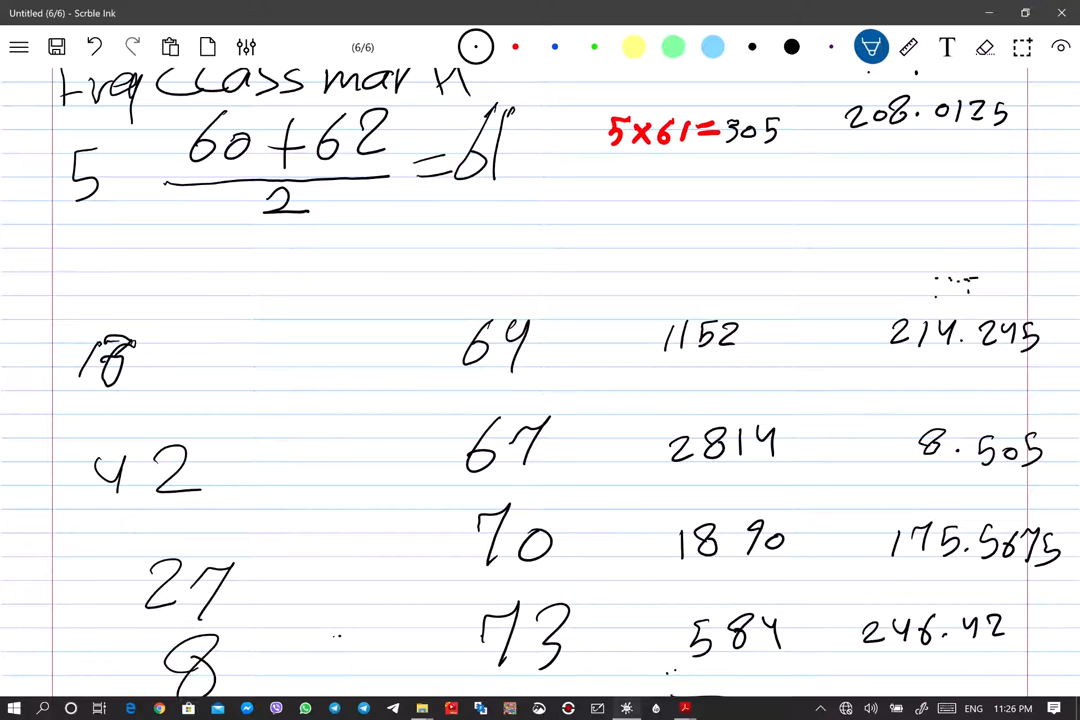 Untitled (6/6) - Scrble Ink
(6/6)
Freq Class mar
208.0125
5 60+62 =61 5×61=305
2
18 64 1152 214.245
42 67 2814 8.505
70 1890 175.5675
27
73 584 246.42
8
ENG 11:26 PM